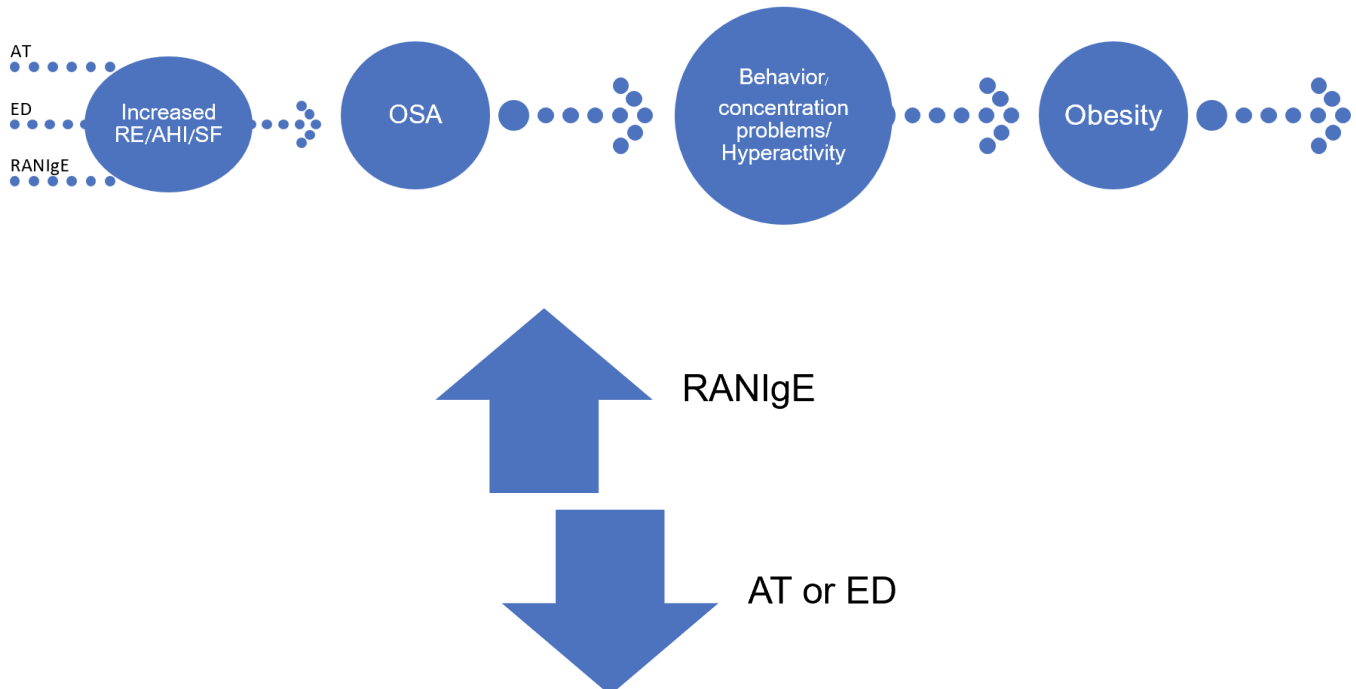 AT
ED
RANIgE
Increased
RE/AHI/SF
OSA
Behavior/
concentration
problems/
Hyperactivity
Obesity
RANIgE
AT or ED